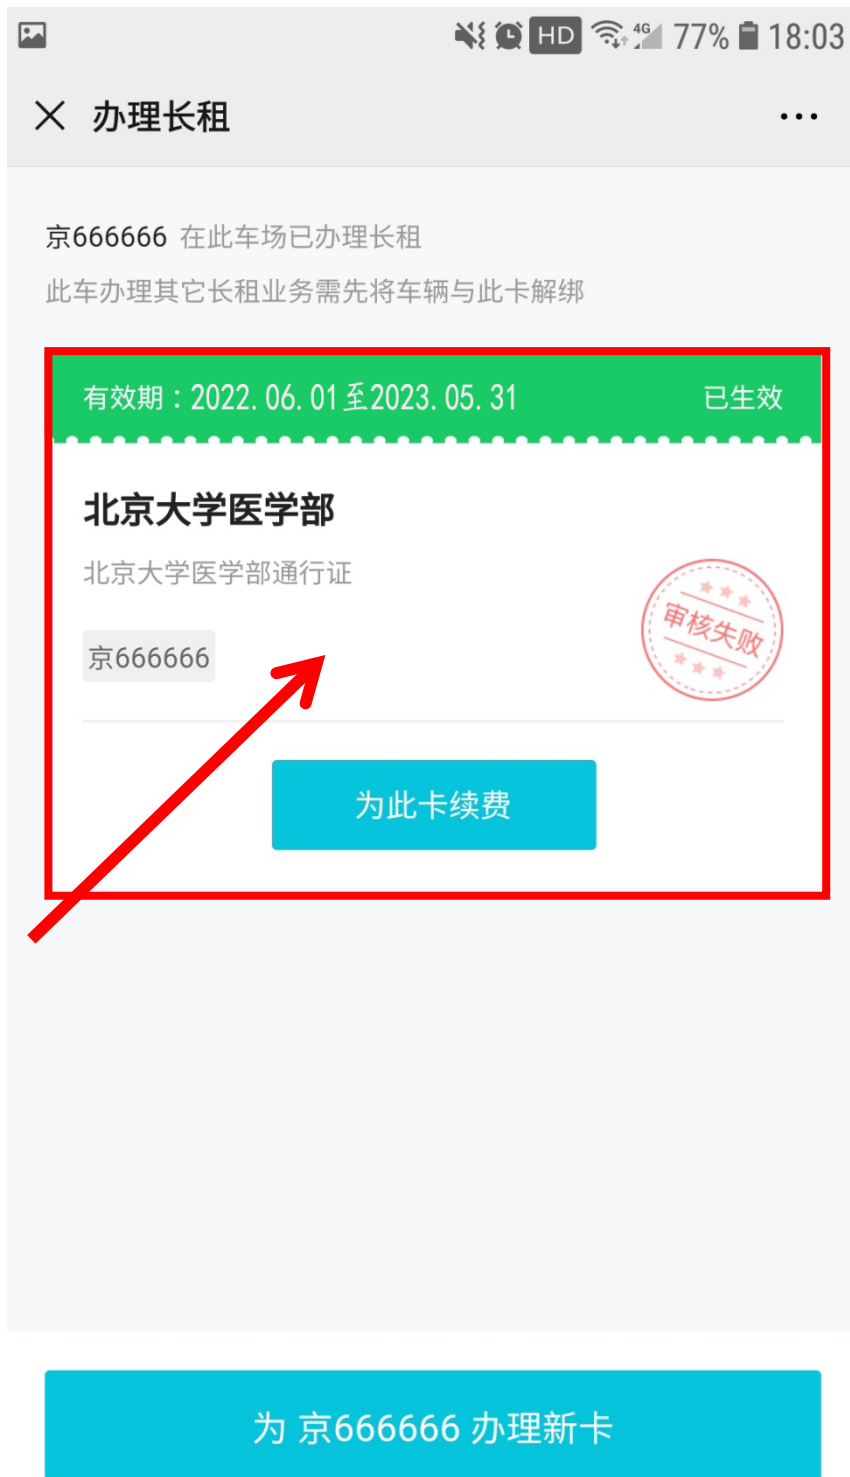 HD 4G 77% 18:03
办理长租
京666666 在此车场已办理长租
此车办理其它长租业务需先将车辆与此卡解绑
有效期：2022.06.01至2023.05.31 已生效
北京大学医学部
北京大学医学部通行证
审核失败
京666666
为此卡续费
为 京666666 办理新卡